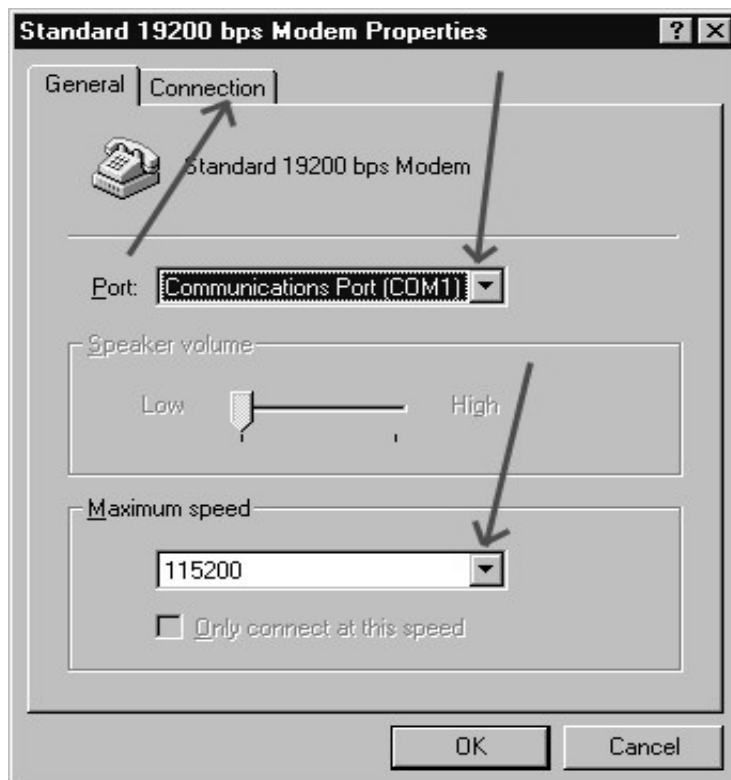 Standard 19200 bps Modem Properties
General Connection
Standard 19200 bps Modem
Port: Communications Port (COM1)
Speaker volume
Low High
Maximum speed
115200
Only connect at this speed
OK Cancel